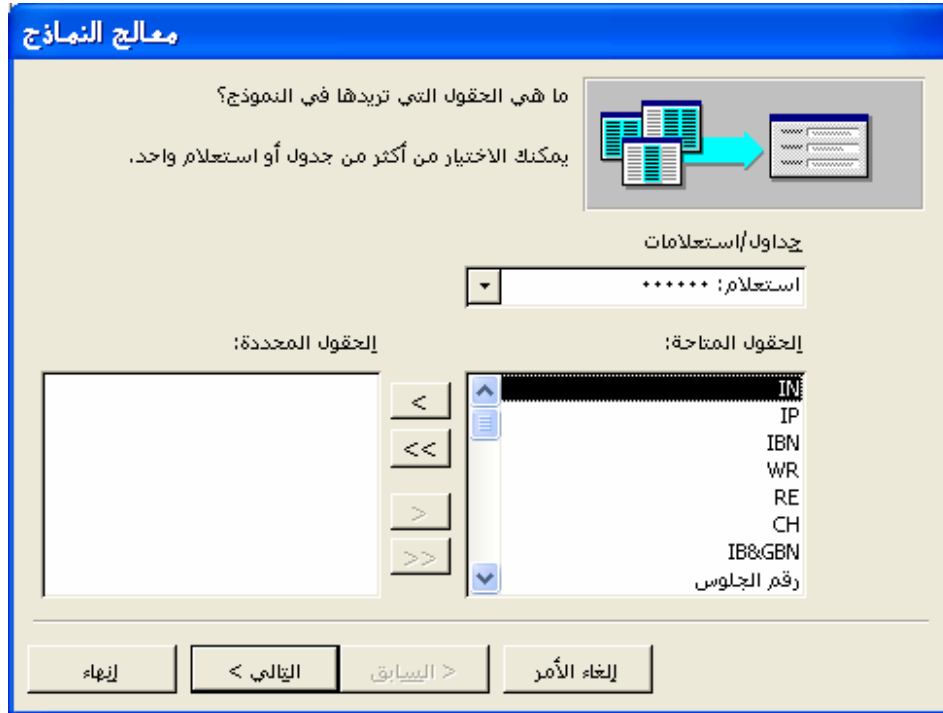 معالج النماذج
ما هي الحقول التي تريدها في النموذج؟
يمكنك الاختيار من أكثر من جدول أو استعلام واحد.
جداول/استعلامات
استعلام: ••••••
الحقول المتاحة:
الحقول المحددة:
IN
IP
IBN
WR
RE
CH
IB&GBN
رقم الجلوس
<
<<
>
>>
إلغاء الأمر
< السابق
التالي >
إنهاء